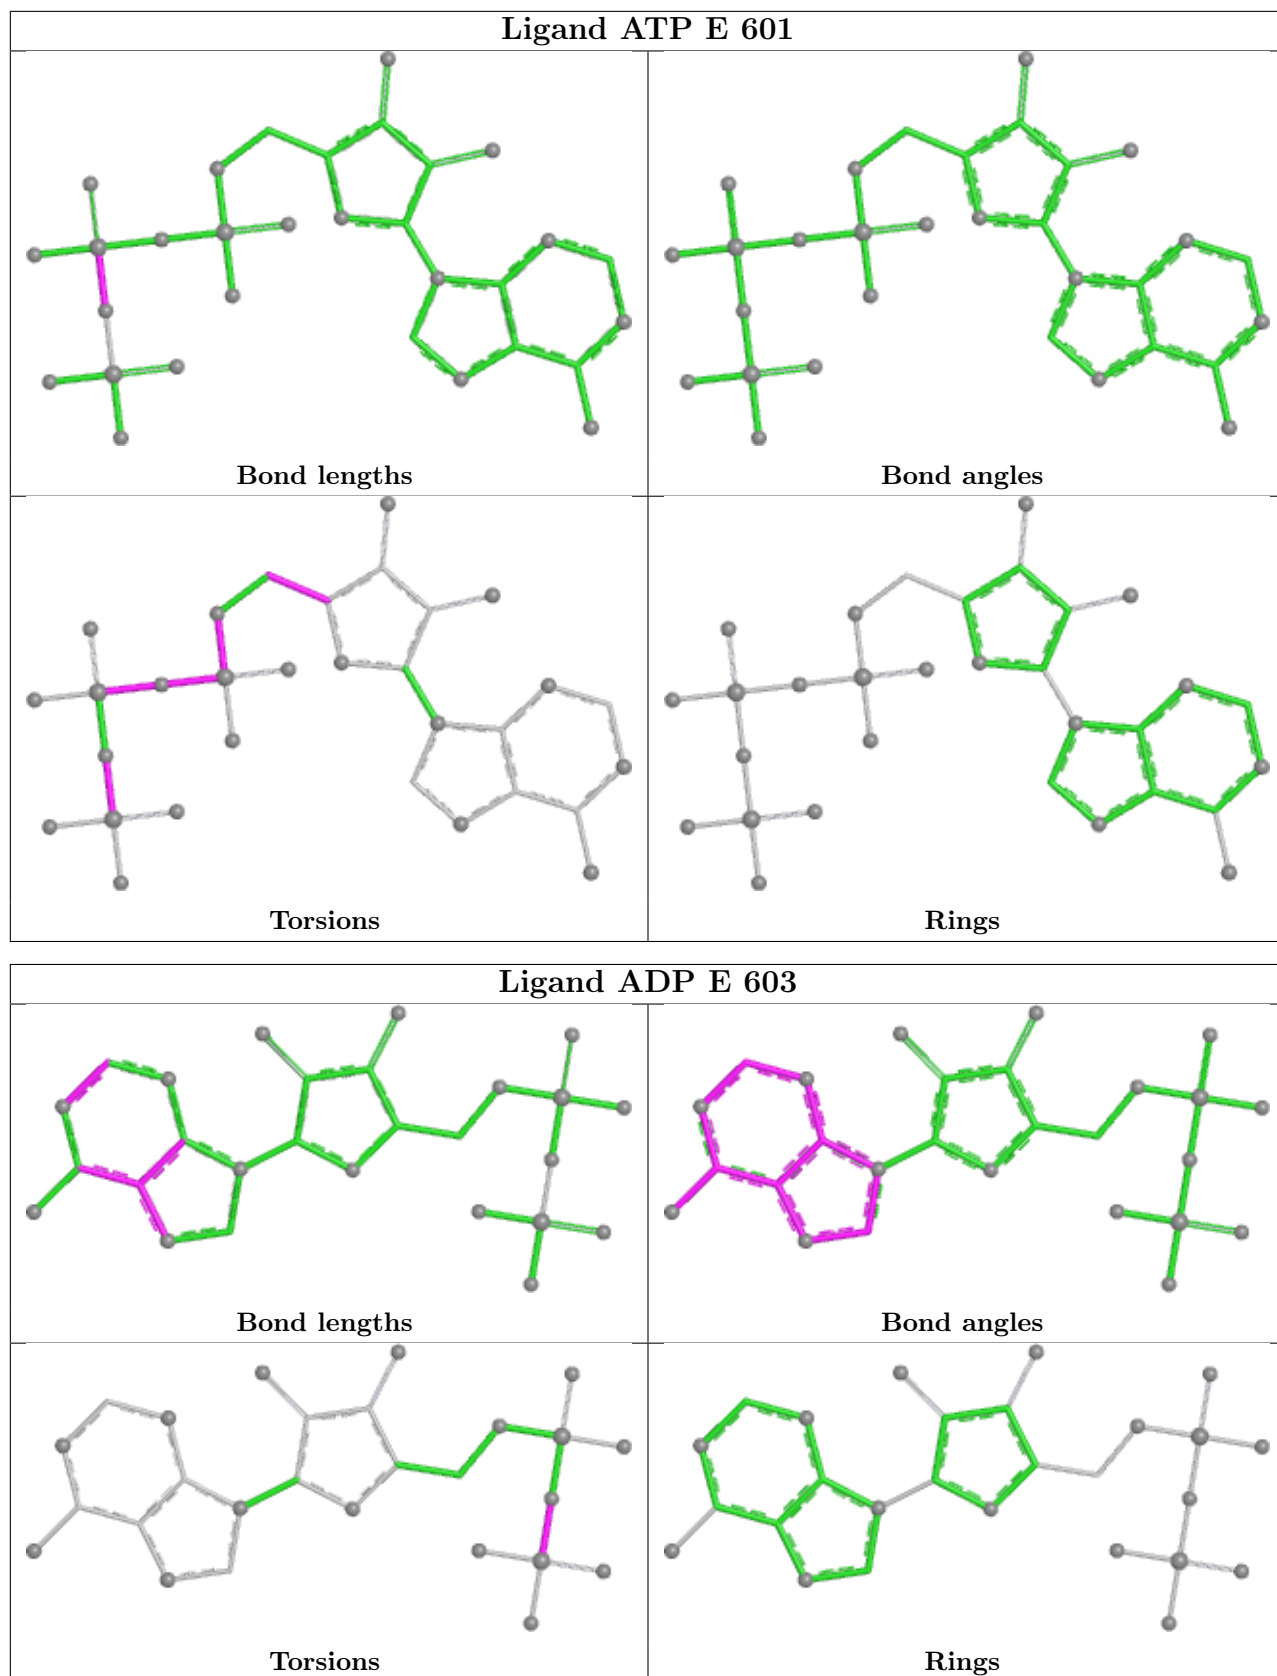 Ligand ATP E 601
Bond lengths
Bond angles
Torsions
Rings
Ligand ADP E 603
Bond lengths
Bond angles
Torsions
Rings